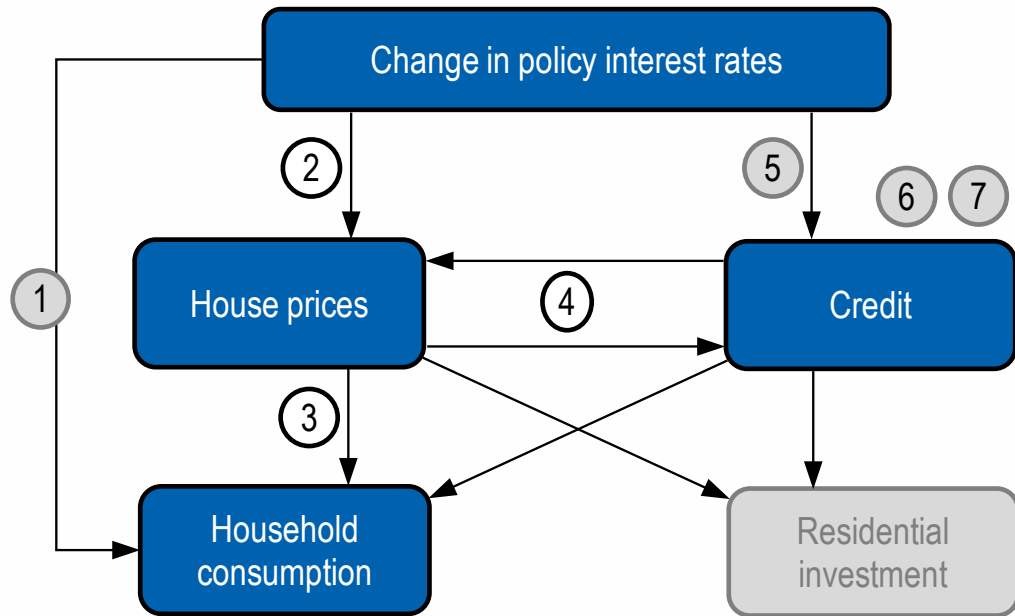 Change in policy interest rates
2
5
6
7
1
House prices
4
Credit
3
Household
consumption
Residential
investment